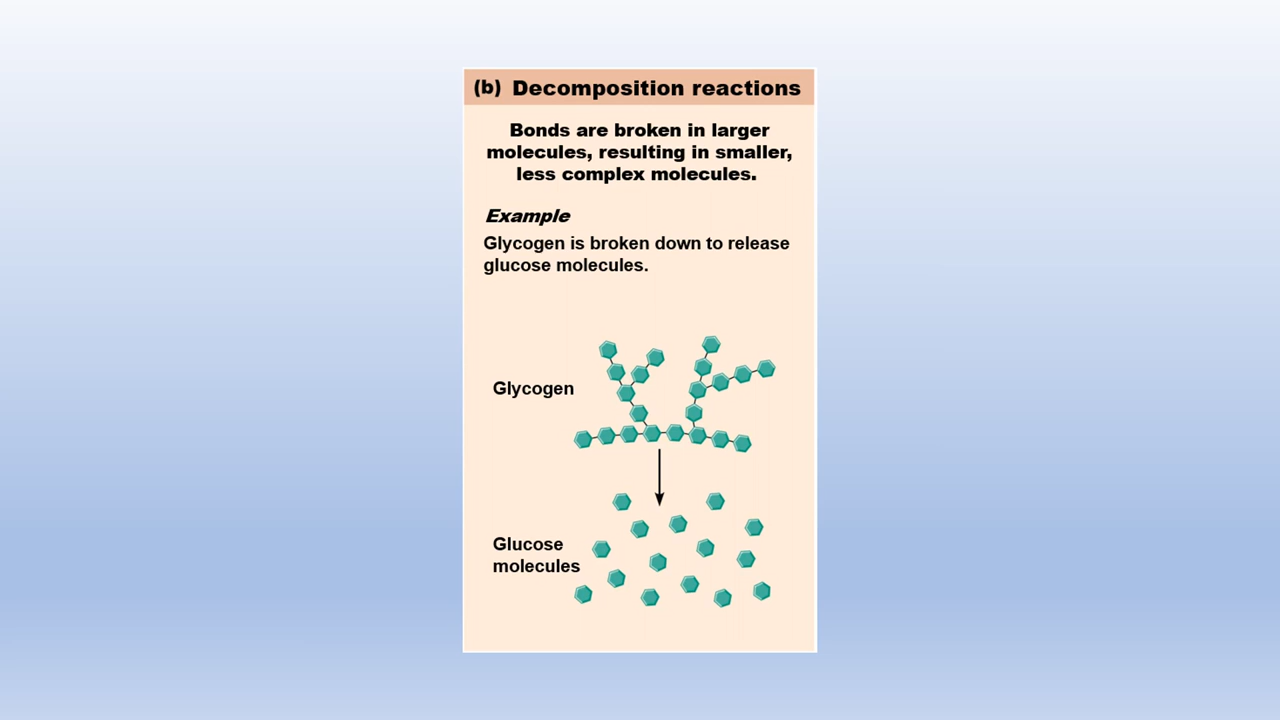 (b) Decomposition reactions
Bonds are broken in larger
molecules, resulting in smaller,
less complex molecules.
Example
Glycogen is broken down to release
glucose molecules.
Glycogen
Glucose
molecules